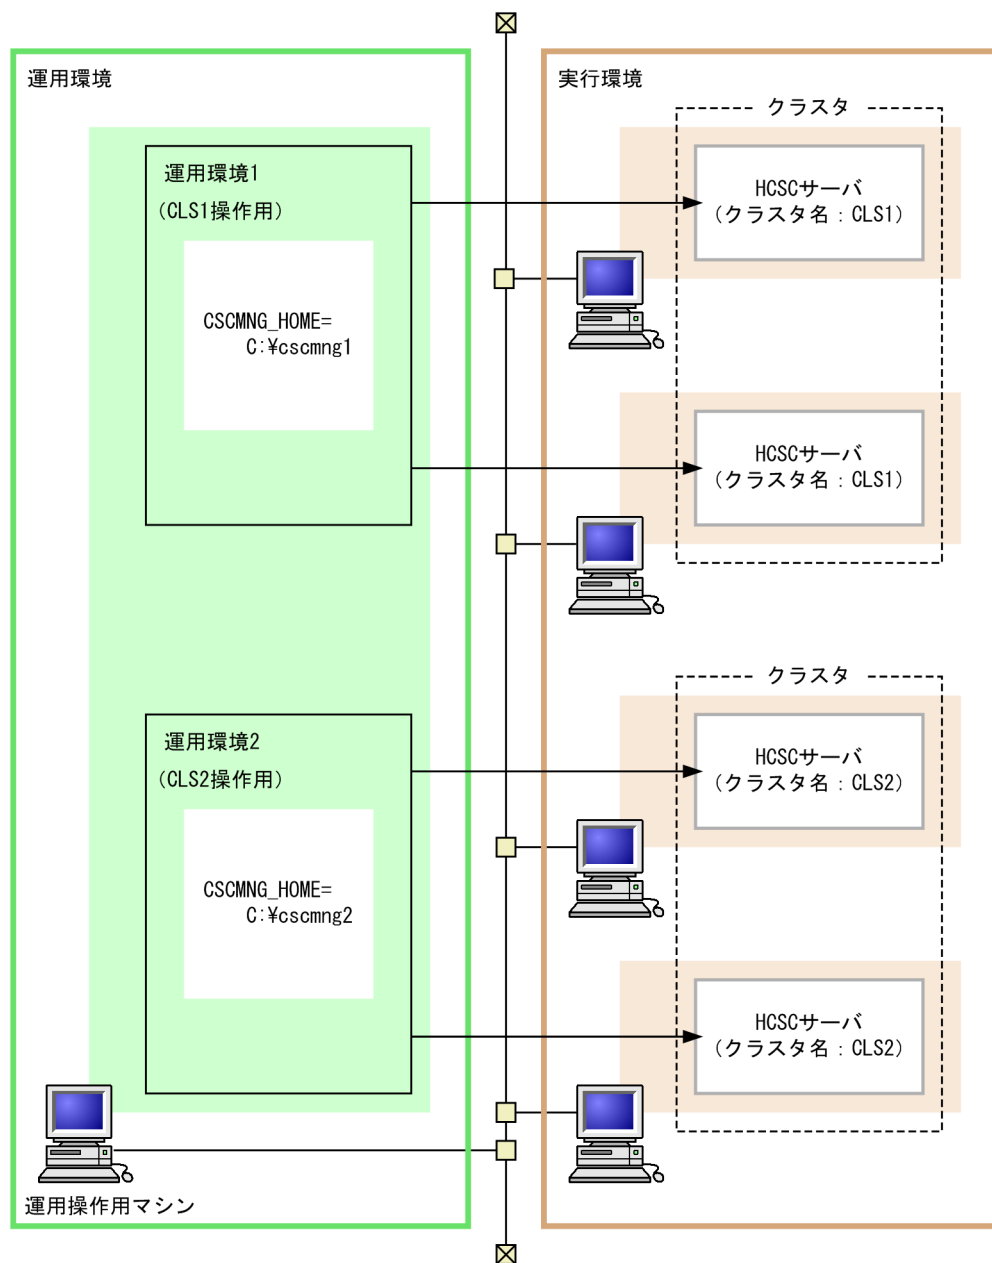 運用環境
運用環境1
(CLS1操作用)
CSCMNG_HOME=
C:¥cscmng1
運用環境2
(CLS2操作用)
CSCMNG_HOME=
C:¥cscmng2
運用操作用マシン
実行環境
クラスタ
HCSCサーバ
(クラスタ名:CLS1)
HCSCサーバ
(クラスタ名:CLS1)
クラスタ
HCSCサーバ
(クラスタ名:CLS2)
HCSCサーバ
(クラスタ名:CLS2)